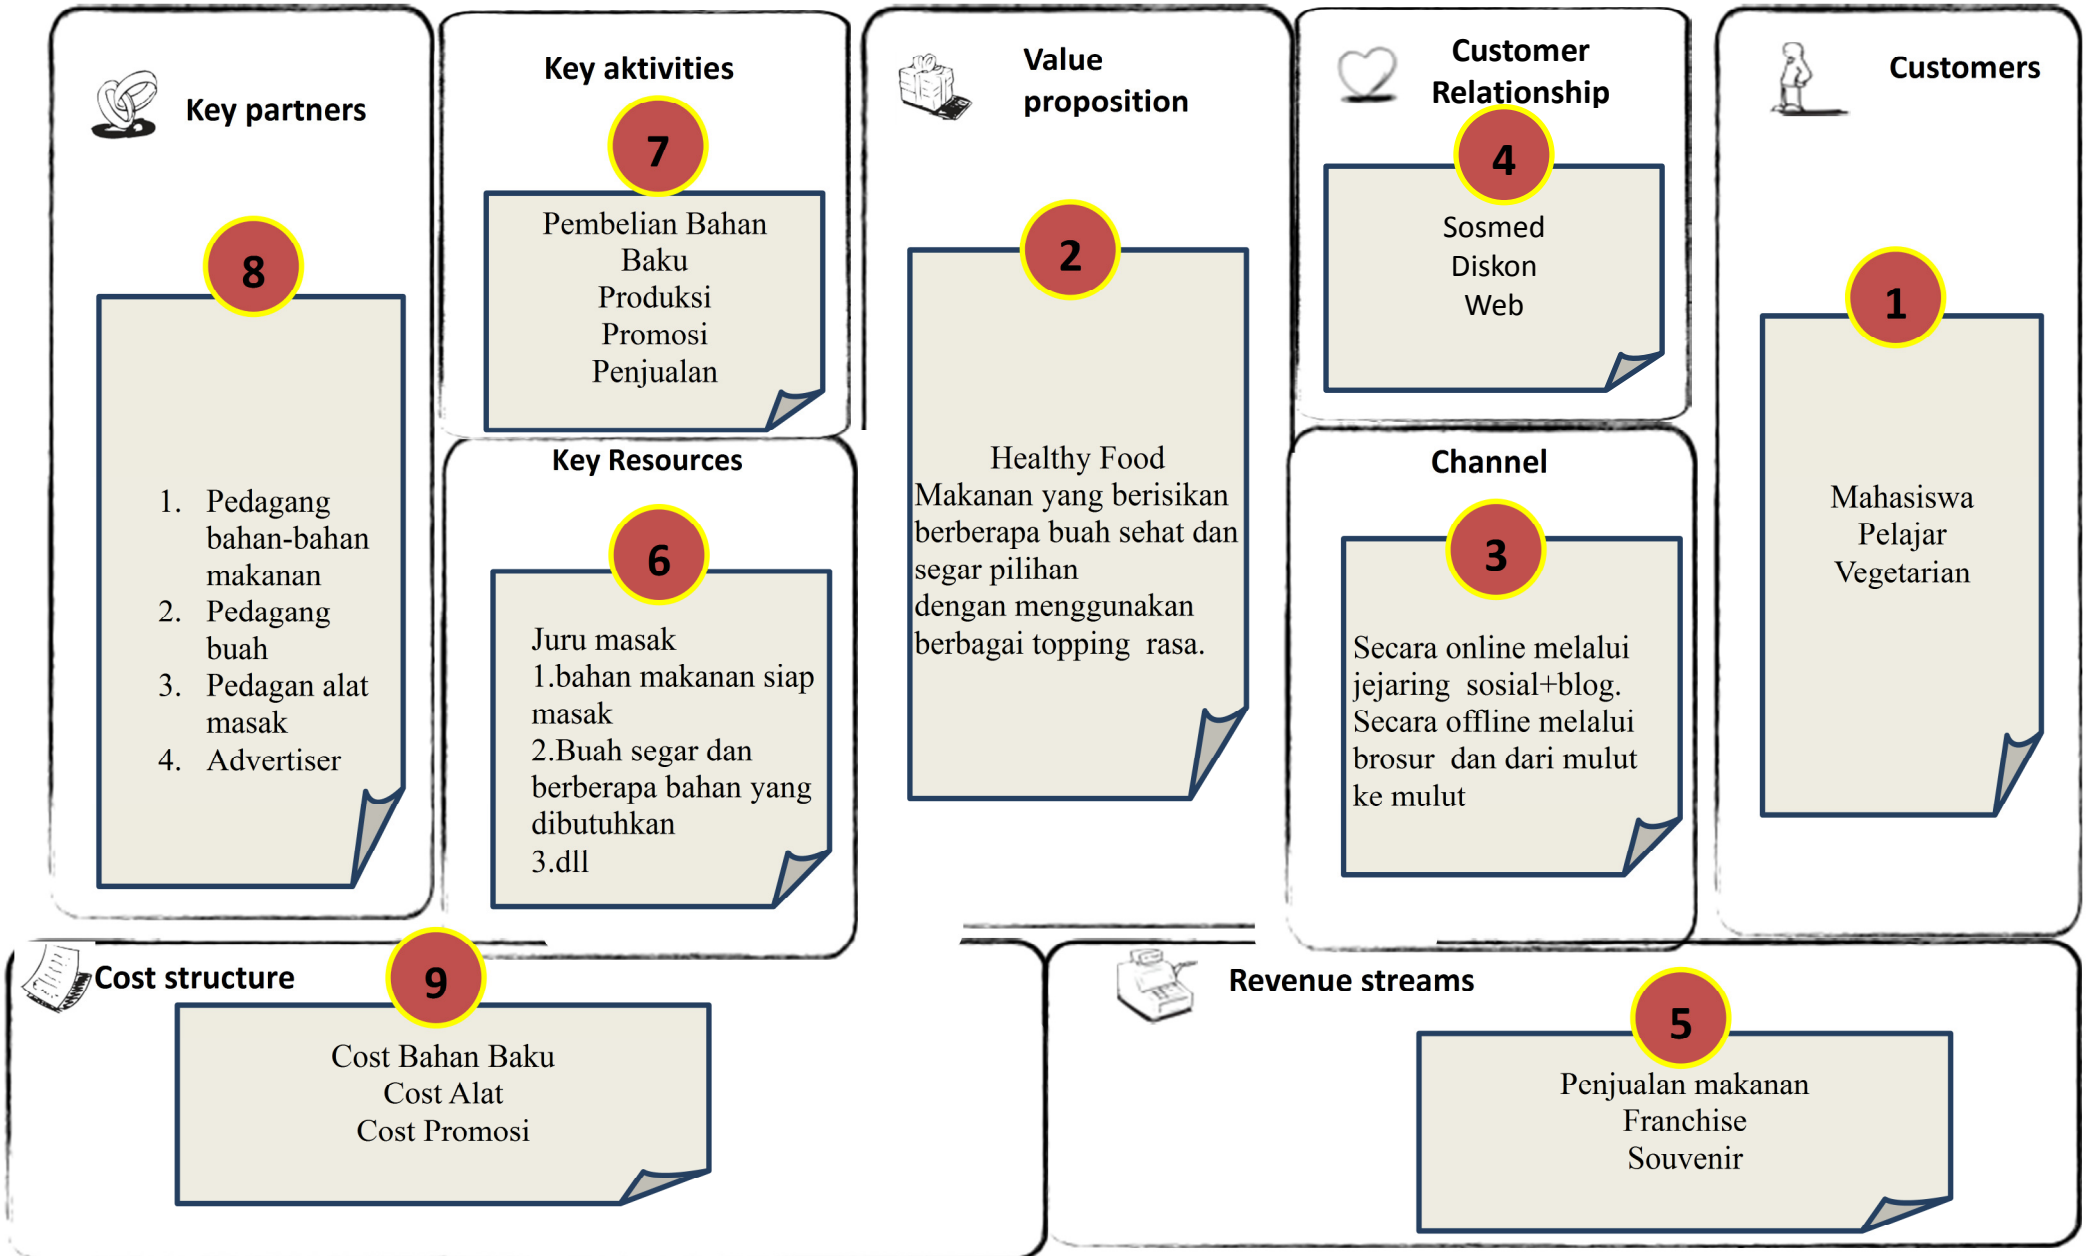 Key partners
8
1. Pedagang
bahan-bahan
makanan
2. Pedagang
buah
3. Pedagan alat
masak
4. Advertiser
Key aktivities
7
Pembelian Bahan
Baku
Produksi
Promosi
Penjualan
Key Resources
6
Juru masak
1.bahan makanan siap
masak
2.Buah segar dan
berberapa bahan yang
dibutuhkan
3.dll
Value
proposition
2
Healthy Food
Makanan yang berisikan
berberapa buah sehat dan
segar pilihan
dengan menggunakan
berbagai topping rasa.
Customer
Relationship
4
Sosmed
Diskon
Web
Channel
3
Secara online melalui
jejaring sosial+blog.
Secara offline melalui
brosur dan dari mulut
ke mulut
Customers
1
Mahasiswa
Pelajar
Vegetarian
Cost structure
9
Cost Bahan Baku
Cost Alat
Cost Promosi
Revenue streams
5
Penjualan makanan
Franchise
Souvenir